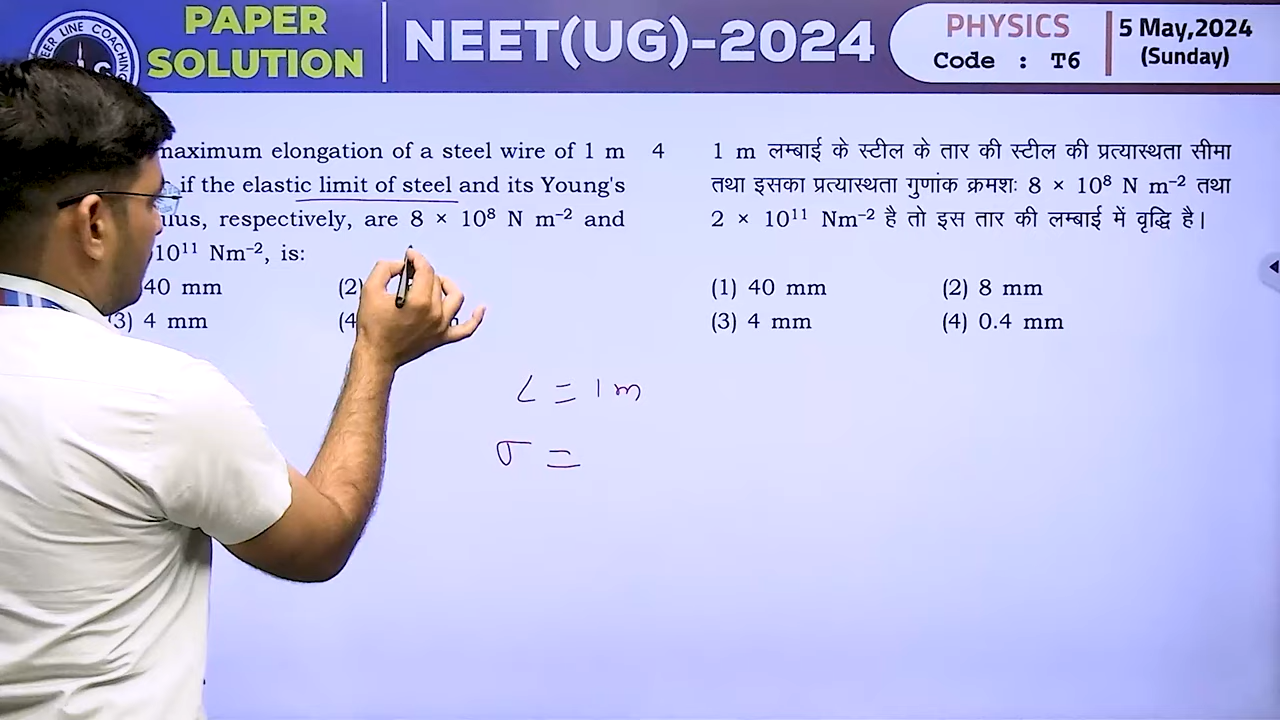 PAPER
SOLUTION
NEET(UG)-2024
PHYSICS
Code : T6
5 May,2024
(Sunday)
LINE COACHING
maximum elongation of a steel wire of 1 m
if the elastic limit of steel and its Young's
respectively, are 8 × 10⁸ N m⁻² and
10¹¹ Nm⁻², is:
40 mm (2)
(3) 4 mm (4
4 1 m लम्बाई के स्टील के तार की स्टील की प्रत्यास्थता सीमा
तथा इसका प्रत्यास्थता गुणांक क्रमशः 8 × 10⁸ N m⁻² तथा
2 × 10¹¹ Nm⁻² है तो इस तार की लम्बाई में वृद्धि है।
(1) 40 mm (2) 8 mm
(3) 4 mm (4) 0.4 mm
L = 1 m
σ =